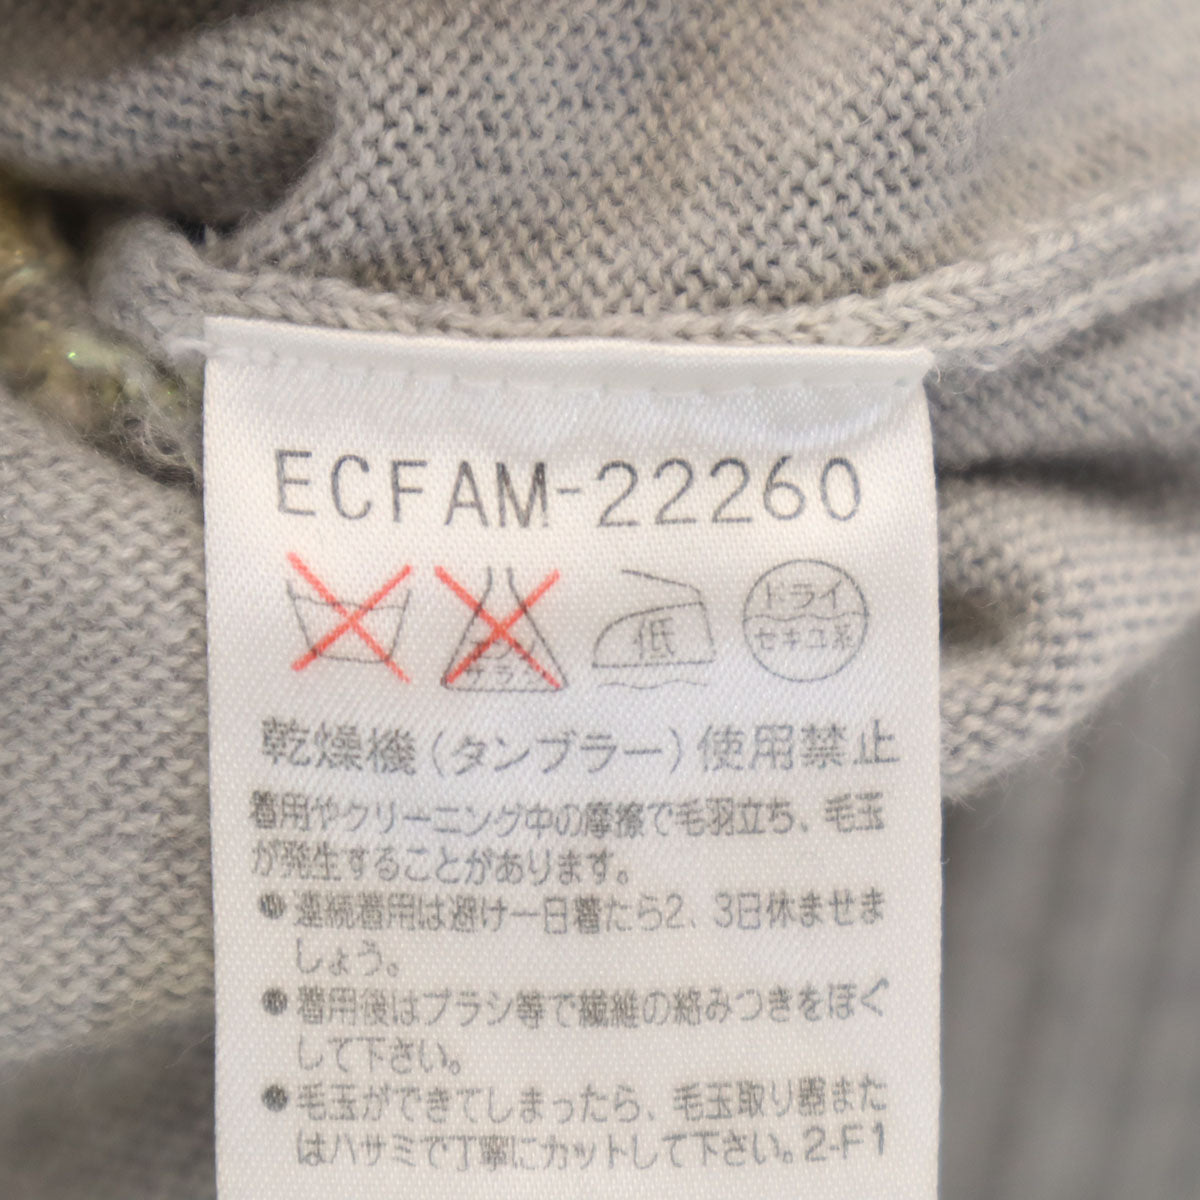 ECFAM-22260
エンソ
サラシ
低
ドライ
セキユ系
乾燥機(タンブラー)使用禁止
着用やクリーニング中の摩擦で毛羽立ち、毛玉
が発生することがあります。
●連続着用は避け一日着たら2、3日休ませま
しょう。
●着用後はブラシ等で繊維の絡みつきをほぐ
して下さい。
●毛玉ができてしまったら、毛玉取り器また
はハサミで丁寧にカットして下さい。2-F1